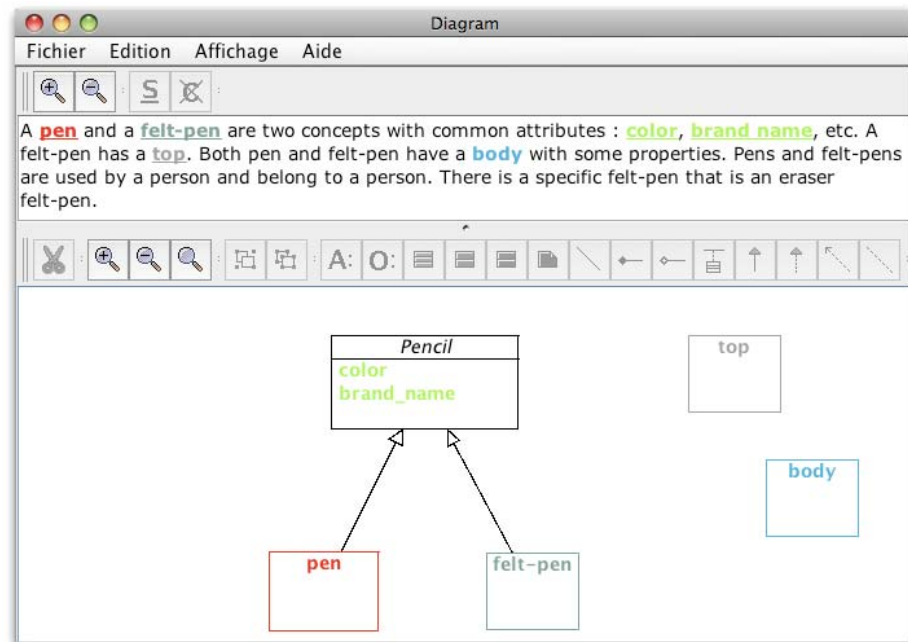 Diagram
Fichier Edition Affichage Aide
S C
A pen and a felt-pen are two concepts with common attributes : color, brand name, etc. A
felt-pen has a top. Both pen and felt-pen have a body with some properties. Pens and felt-pens
are used by a person and belong to a person. There is a specific felt-pen that is an eraser
felt-pen.
A: O:
Pencil
color
brand_name
top
body
pen
felt-pen